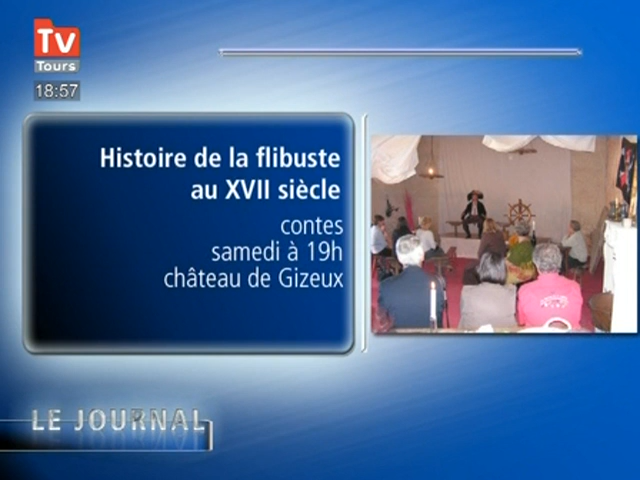 Tv
Tours
18:57
Histoire de la flibuste
au XVII siècle
contes
samedi à 19h
château de Gizeux
LE JOURNAL